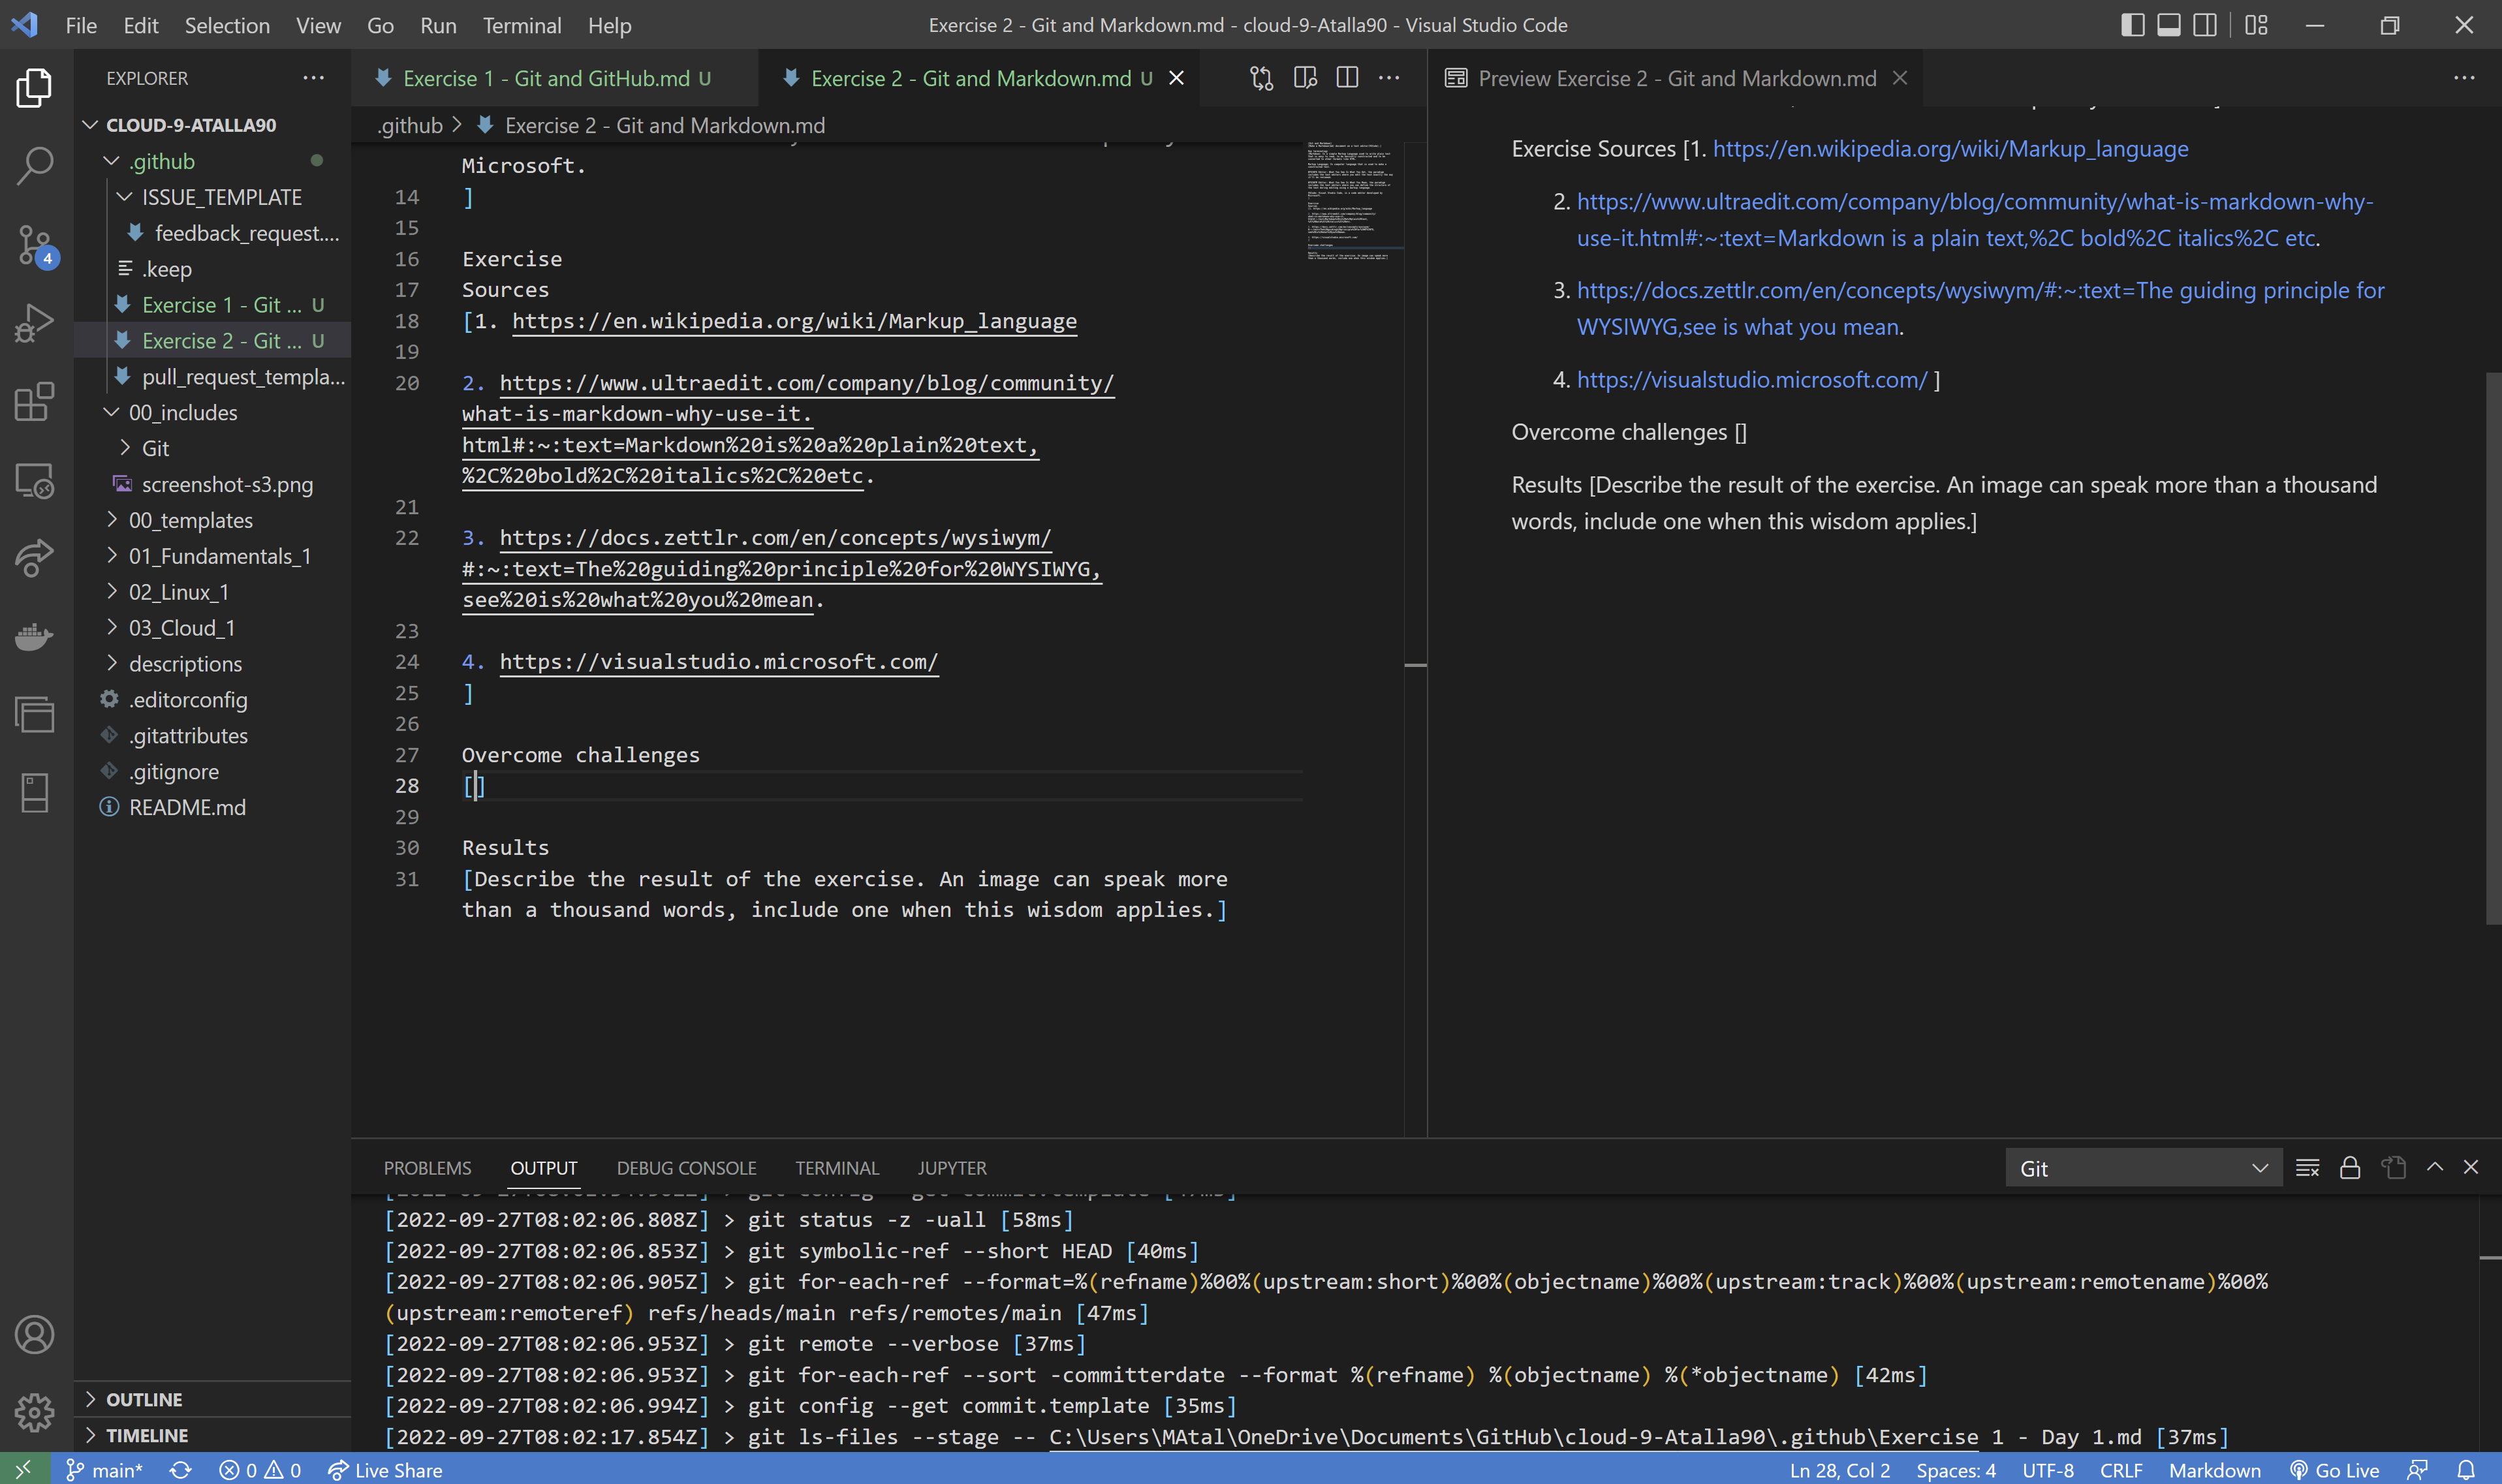 File Edit Selection View Go Run Terminal Help
Exercise 2 - Git and Markdown.md - cloud-9-Atalla90 - Visual Studio Code
EXPLORER
CLOUD-9-ATALLA90
.github
ISSUE_TEMPLATE
feedback_request....
.keep
Exercise 1 - Git ... U
Exercise 2 - Git ... U
pull_request_templa...
00_includes
Git
screenshot-s3.png
00_templates
01_Fundamentals_1
02_Linux_1
03_Cloud_1
descriptions
.editorconfig
.gitattributes
.gitignore
README.md
OUTLINE
TIMELINE
4
Exercise 1 - Git and GitHub.md U
Exercise 2 - Git and Markdown.md U
.github > Exercise 2 - Git and Markdown.md
Microsoft.
14 ]
15
16 Exercise
17 Sources
18 [1. https://en.wikipedia.org/wiki/Markup_language
19
20 2. https://www.ultraedit.com/company/blog/community/
what-is-markdown-why-use-it.
html#:~:text=Markdown%20is%20a%20plain%20text,
%2C%20bold%2C%20italics%2C%20etc.
21
22 3. https://docs.zettlr.com/en/concepts/wysiwym/
#:~:text=The%20guiding%20principle%20for%20WYSIWYG,
see%20is%20what%20you%20mean.
23
24 4. https://visualstudio.microsoft.com/
25 ]
26
27 Overcome challenges
28 []
29
30 Results
31 [Describe the result of the exercise. An image can speak more
than a thousand words, include one when this wisdom applies.]
Preview Exercise 2 - Git and Markdown.md
Exercise Sources [1. https://en.wikipedia.org/wiki/Markup_language
2. https://www.ultraedit.com/company/blog/community/what-is-markdown-why-
use-it.html#:~:text=Markdown is a plain text,%2C bold%2C italics%2C etc.
3. https://docs.zettlr.com/en/concepts/wysiwym/#:~:text=The guiding principle for
WYSIWYG,see is what you mean.
4. https://visualstudio.microsoft.com/ ]
Overcome challenges []
Results [Describe the result of the exercise. An image can speak more than a thousand
words, include one when this wisdom applies.]
PROBLEMS OUTPUT DEBUG CONSOLE TERMINAL JUPYTER
Git
[2022-09-27T08:02:06.808Z] > git status -z -uall [58ms]
[2022-09-27T08:02:06.853Z] > git symbolic-ref --short HEAD [40ms]
[2022-09-27T08:02:06.905Z] > git for-each-ref --format=%(refname)%00%(upstream:short)%00%(objectname)%00%(upstream:track)%00%(upstream:remotename)%00%
(upstream:remoteref) refs/heads/main refs/remotes/main [47ms]
[2022-09-27T08:02:06.953Z] > git remote --verbose [37ms]
[2022-09-27T08:02:06.953Z] > git for-each-ref --sort -committerdate --format %(refname) %(objectname) %(*objectname) [42ms]
[2022-09-27T08:02:06.994Z] > git config --get commit.template [35ms]
[2022-09-27T08:02:17.854Z] > git ls-files --stage -- C:\Users\MAtal\OneDrive\Documents\GitHub\cloud-9-Atalla90\.github\Exercise 1 - Day 1.md [37ms]
main* 0 0 Live Share
Ln 28, Col 2 Spaces: 4 UTF-8 CRLF Markdown Go Live